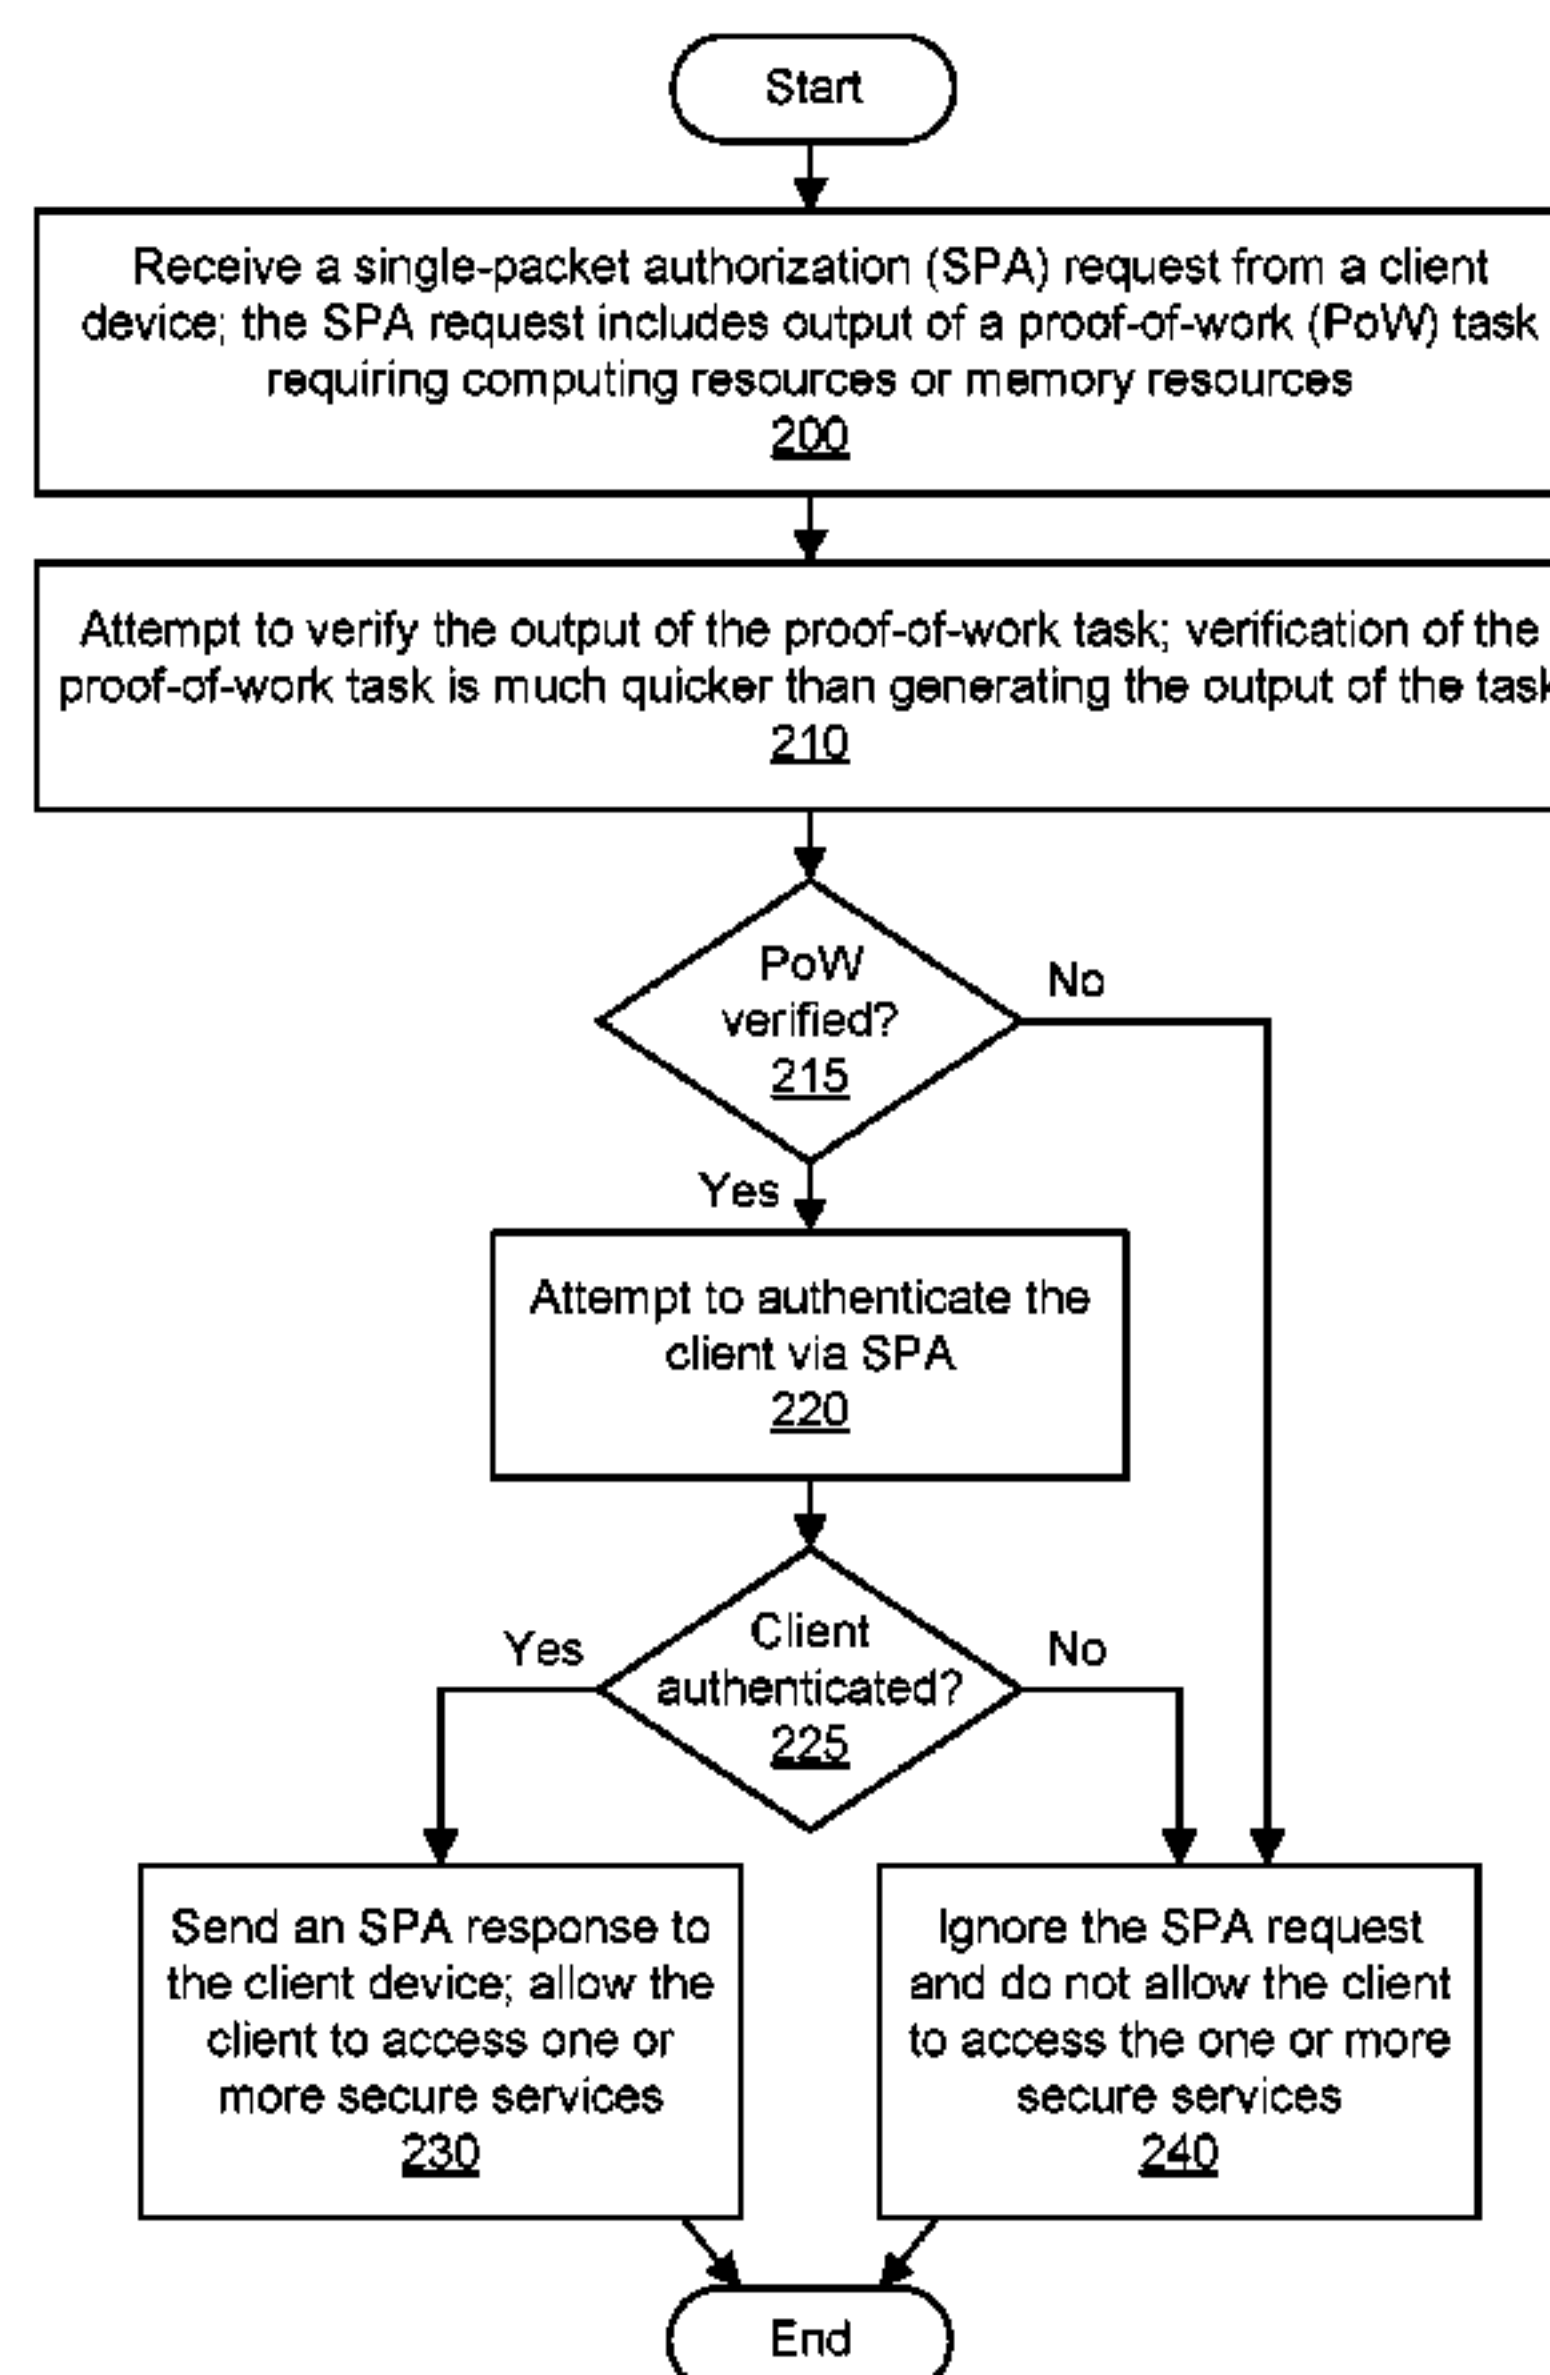 Start
Receive a single-packet authorization (SPA) request from a client
device; the SPA request includes output of a proof-of-work (PoW) task
requiring computing resources or memory resources
200
Attempt to verify the output of the proof-of-work task; verification of the
proof-of-work task is much quicker than generating the output of the task
210
PoW
verified?
215
No
Yes
Attempt to authenticate the
client via SPA
220
Client
authenticated?
225
Yes
No
Send an SPA response to
the client device; allow the
client to access one or
more secure services
230
Ignore the SPA request
and do not allow the client
to access the one or more
secure services
240
End